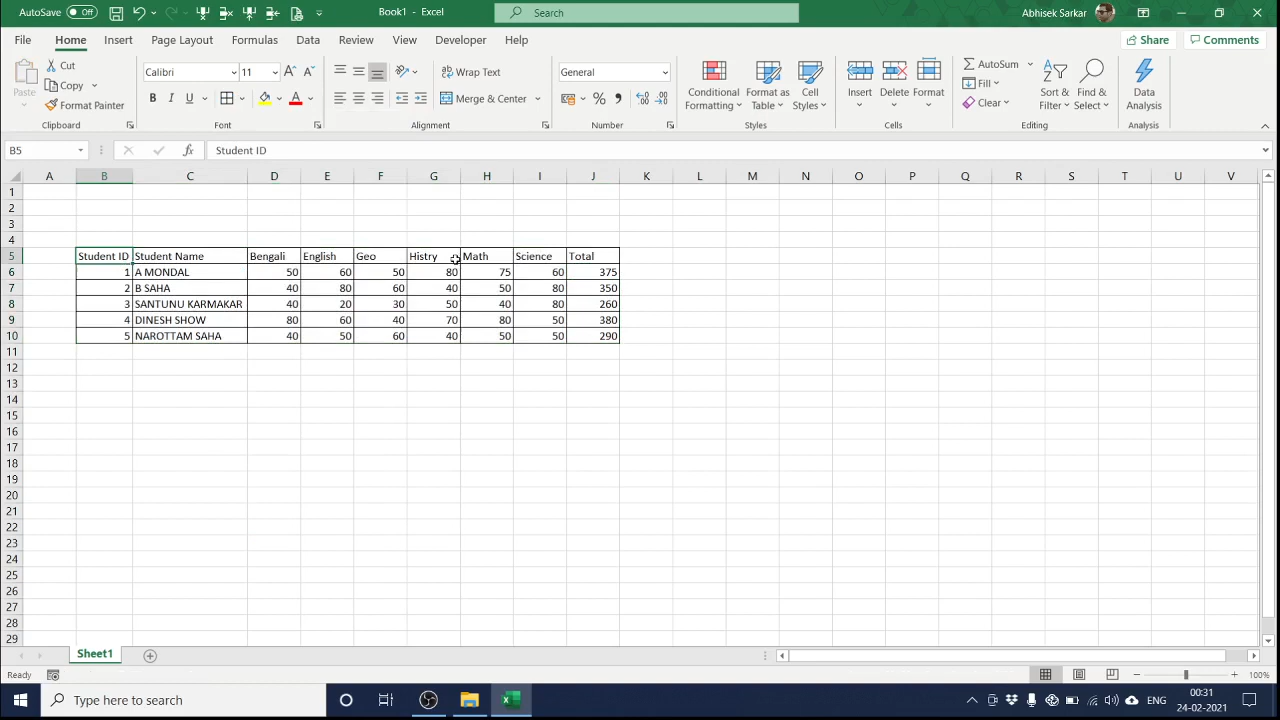 AutoSave Off Book1 - Excel Search Abhisek Sarkar
File Home Insert Page Layout Formulas Data Review View Developer Help Share Comments
Paste Cut Copy Format Painter Clipboard
Calibri 11 B I U A Font
Wrap Text Merge & Center Alignment
General % Number
Conditional Formatting Format as Table Cell Styles Styles
Insert Delete Format Cells
AutoSum Fill Clear Sort & Filter Find & Select Editing
Data Analysis Analysis
B5 fx Student ID
A B C D E F G H I J K L M N O P Q R S T U V
1
2
3
4
5 Student ID Student Name Bengali English Geo Histry Math Science Total
6 1 A MONDAL 50 60 50 80 75 60 375
7 2 B SAHA 40 80 60 40 50 80 350
8 3 SANTUNU KARMAKAR 40 20 30 50 40 80 260
9 4 DINESH SHOW 80 60 40 70 80 50 380
10 5 NAROTTAM SAHA 40 50 60 40 50 50 290
11
12
13
14
15
16
17
18
19
20
21
22
23
24
25
26
27
28
29
Sheet1
Ready 100%
Type here to search ENG 00:31
24-02-2021